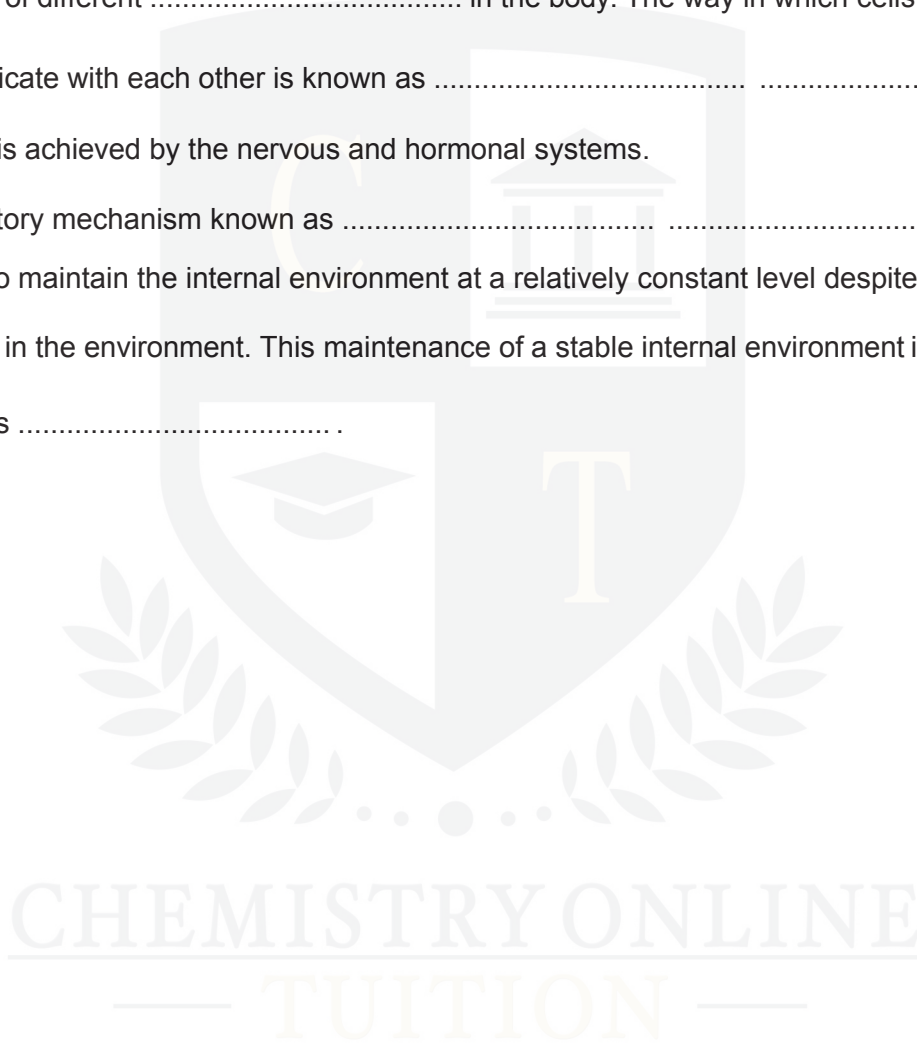 of different ....................................... in the body. The way in which cells
icate with each other is known as ....................................... ....................
is achieved by the nervous and hormonal systems.
tory mechanism known as ....................................... ...............................
o maintain the internal environment at a relatively constant level despite
in the environment. This maintenance of a stable internal environment i
s ....................................... .
C
T
CHEMISTRY ONLINE
— TUITION —